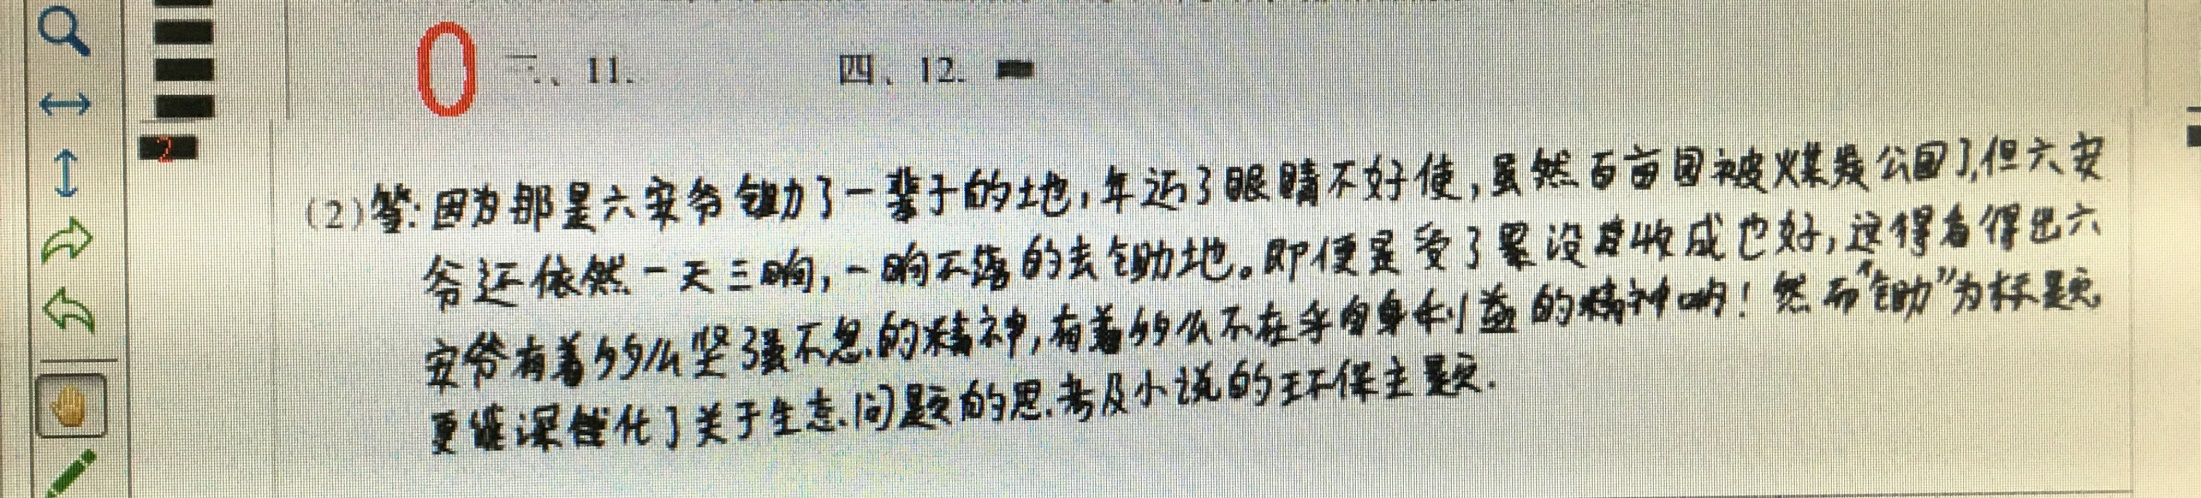 三、11. 四、12.
2
(2)答:因为那是六安爷锄了一辈子的地,年迈了眼睛不好使,虽然百亩园被煤炭公园了,但六安
爷还依然一天三晌,一晌不落的去锄地。即便是受了累没有收成也好,这得看得出六
安爷有着多么坚强不息的精神,有着多么不在乎自身利益的精神呐!然而“锄”为标题
更能深化了关于生态问题的思考及小说的环保主题.